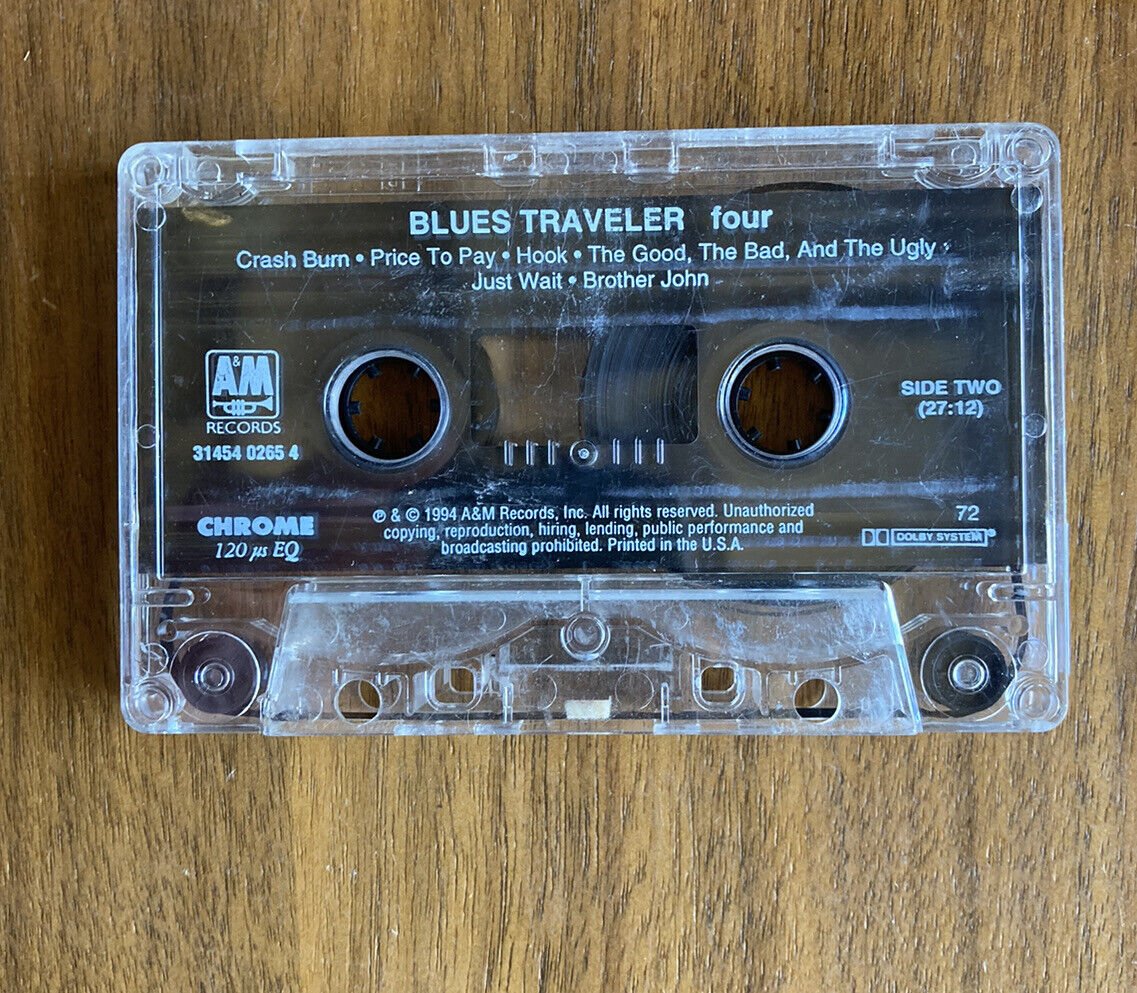 BLUES TRAVELER four
Crash Burn • Price To Pay • Hook • The Good, The Bad, And The Ugly •
Just Wait • Brother John
A&M
RECORDS
31454 0265 4
SIDE TWO
(27:12)
CHROME
120 µs EQ
℗ & © 1994 A&M Records, Inc. All rights reserved. Unauthorized
copying, reproduction, hiring, lending, public performance and
broadcasting prohibited. Printed in the U.S.A.
72
DOLBY SYSTEM®